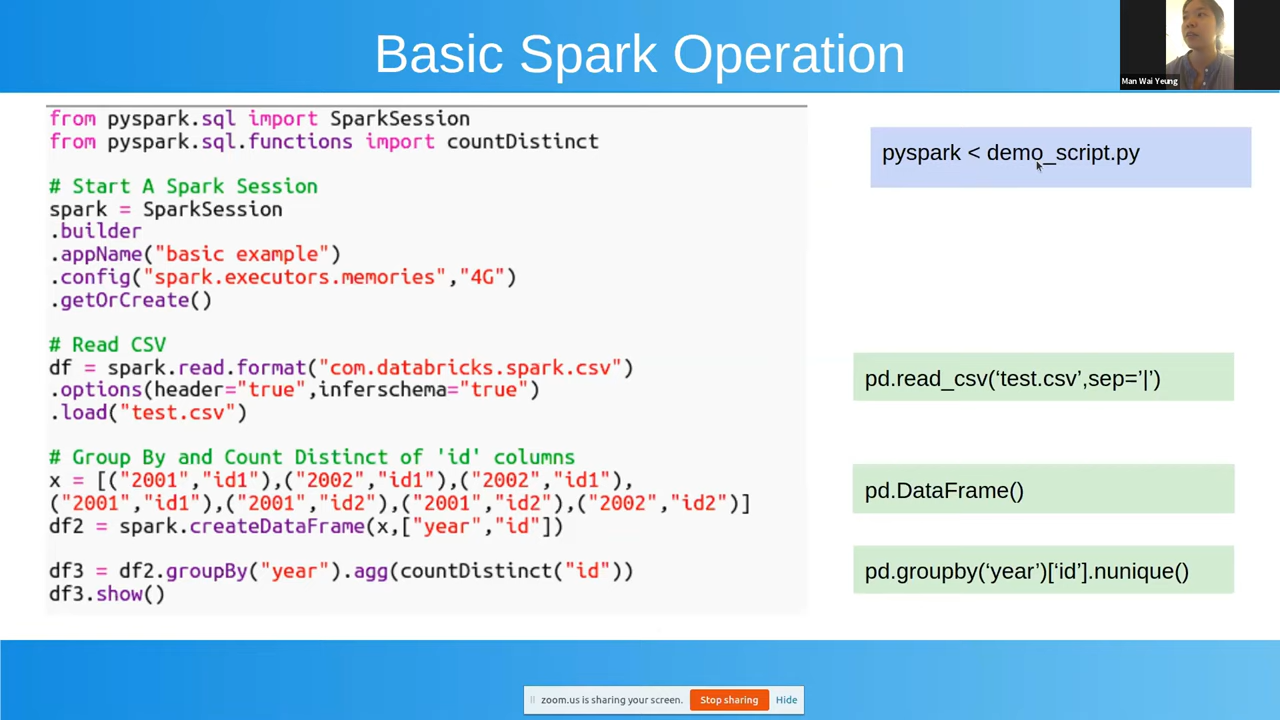 Basic Spark Operation
Man Wai Yeung
from pyspark.sql import SparkSession
from pyspark.sql.functions import countDistinct
# Start A Spark Session
spark = SparkSession
.builder
.appName("basic example")
.config("spark.executors.memories","4G")
.getOrCreate()
# Read CSV
df = spark.read.format("com.databricks.spark.csv")
.options(header="true",inferschema="true")
.load("test.csv")
# Group By and Count Distinct of 'id' columns
x = [("2001","id1"),("2002","id1"),("2002","id1"),
("2001","id1"),("2001","id2"),("2001","id2"),("2002","id2")]
df2 = spark.createDataFrame(x,["year","id"])
df3 = df2.groupBy("year").agg(countDistinct("id"))
df3.show()
pyspark < demo_script.py
pd.read_csv(‘test.csv’,sep=’|’)
pd.DataFrame()
pd.groupby(‘year’)[‘id’].nunique()
zoom.us is sharing your screen.
Stop sharing
Hide